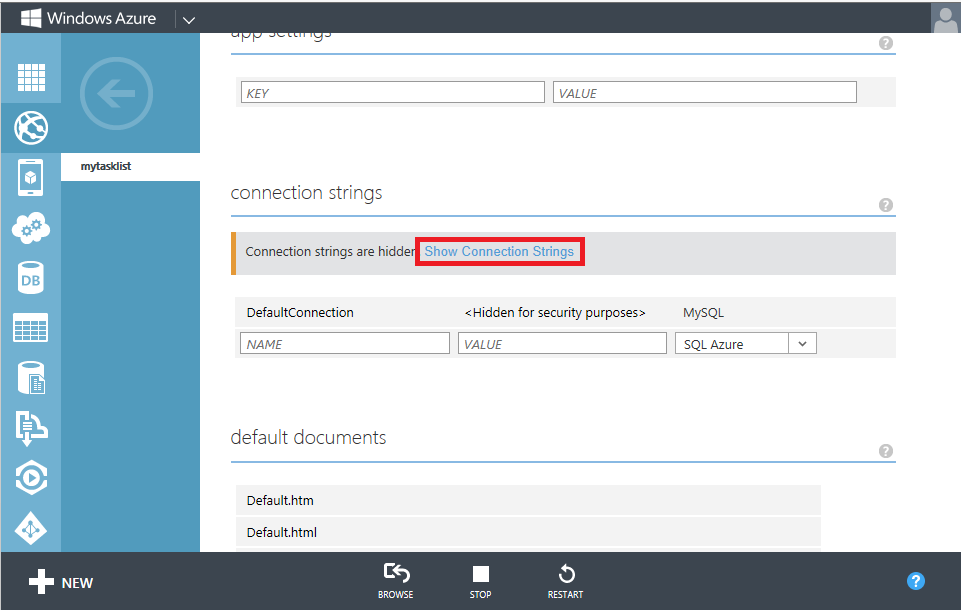 Windows Azure
app settings
KEY VALUE
mytasklist
connection strings
Connection strings are hidden Show Connection Strings
DefaultConnection <Hidden for security purposes> MySQL
NAME VALUE SQL Azure
DB
default documents
Default.htm
Default.html
NEW BROWSE STOP RESTART